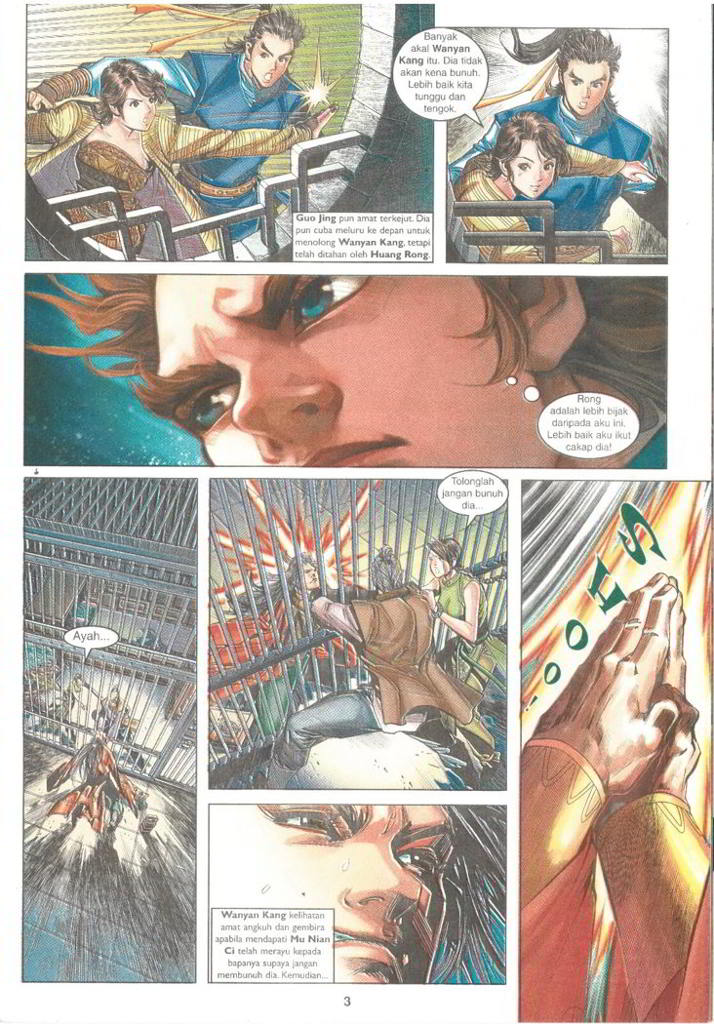 Guo Jing pun amat terkejut. Dia
pun cuba meluru ke depan untuk
menolong Wanyan Kang, tetapi
telah ditahan oleh Huang Rong.
Banyak
akal Wanyan
Kang itu. Dia tidak
akan kena bunuh.
Lebih baik kita
tunggu dan
tengok.
Rong
adalah lebih bijak
daripada aku ini.
Lebih baik aku ikut
cakap dia!
Ayah...
Tolonglah
jangan bunuh
dia...
Wanyan Kang kelihatan
amat angkuh dan gembira
apabila mendapati Mu Nian
Ci telah merayu kepada
bapanya supaya jangan
membunuh dia. Kemudian...
3